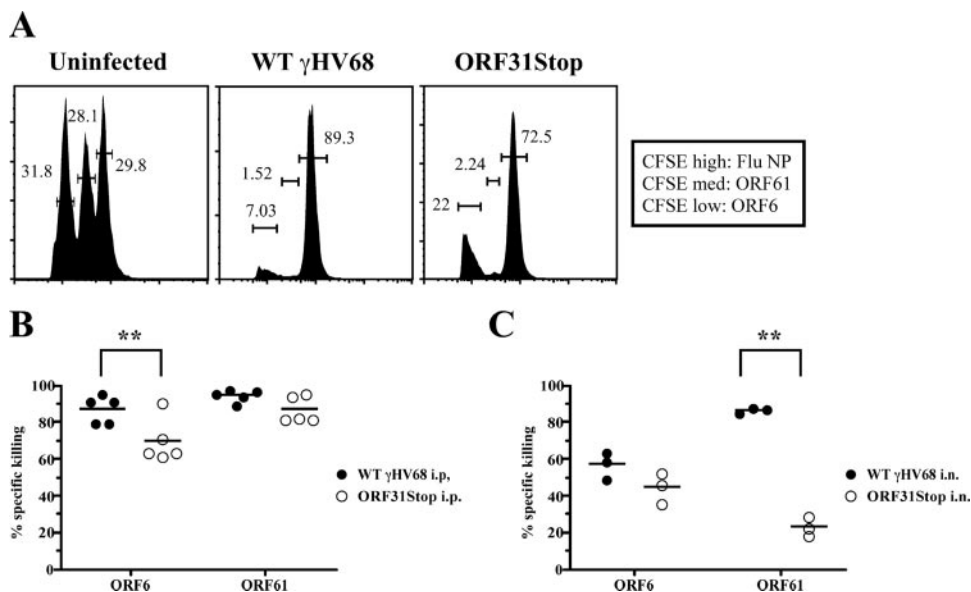 A
Uninfected
WT γHV68
ORF31Stop
28.1
31.8
29.8
89.3
1.52
7.03
72.5
2.24
22
CFSE high: Flu NP
CFSE med: ORF61
CFSE low: ORF6
B
**
% specific killing
100
80
60
40
20
0
ORF6
ORF61
WT γHV68 i.p,
ORF31Stop i.p.
C
**
% specific killing
100
80
60
40
20
0
ORF6
ORF61
WT γHV68 i.n.
ORF31Stop i.n.